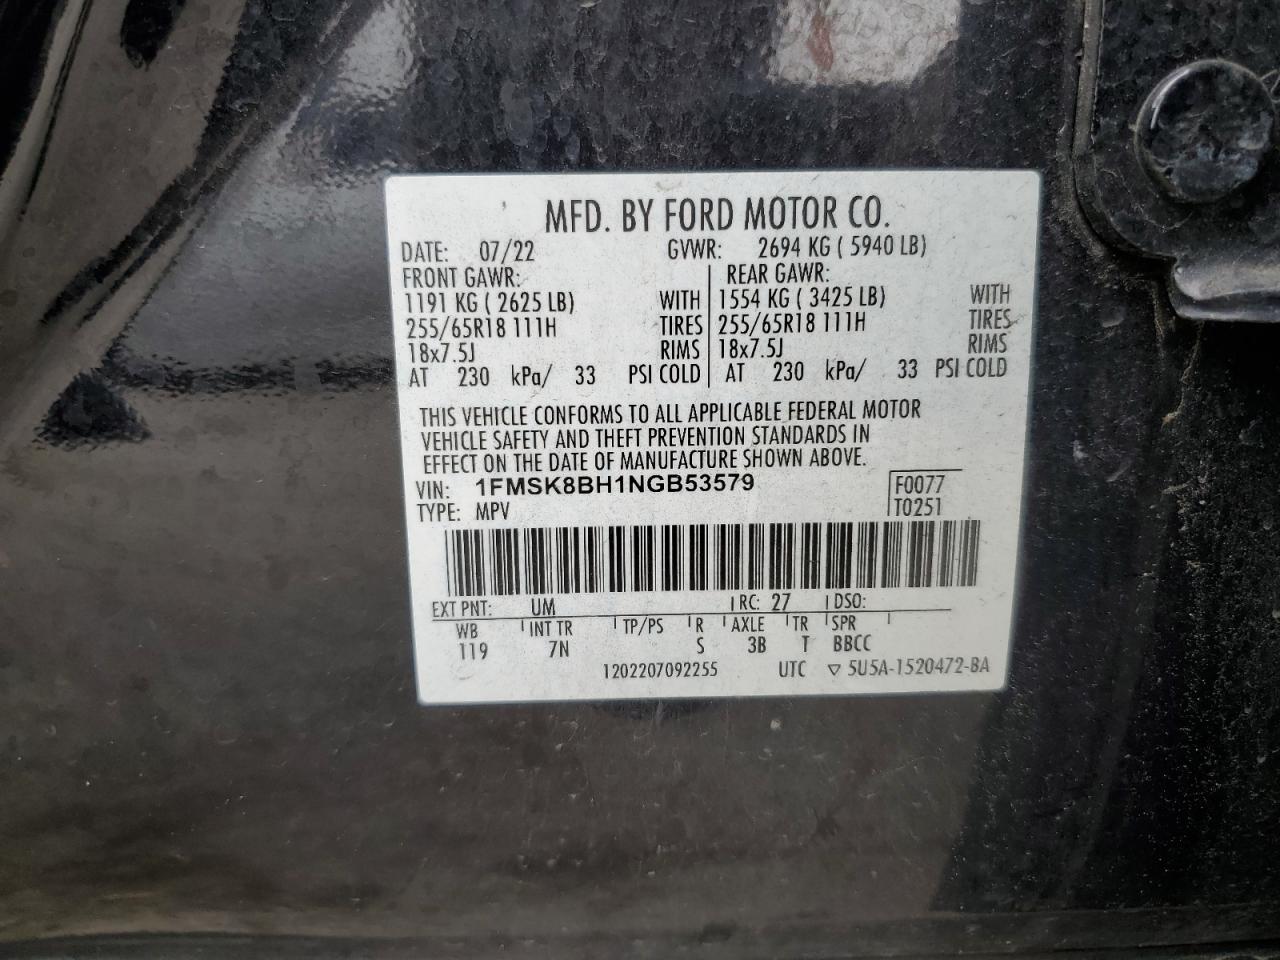 MFD. BY FORD MOTOR CO.
DATE: 07/22 GVWR: 2694 KG ( 5940 LB)
FRONT GAWR: REAR GAWR:
1191 KG ( 2625 LB) WITH 1554 KG ( 3425 LB) WITH
255/65R18 111H TIRES 255/65R18 111H TIRES
18x7.5J RIMS 18x7.5J RIMS
AT 230 kPa/ 33 PSI COLD AT 230 kPa/ 33 PSI COLD
THIS VEHICLE CONFORMS TO ALL APPLICABLE FEDERAL MOTOR
VEHICLE SAFETY AND THEFT PREVENTION STANDARDS IN
EFFECT ON THE DATE OF MANUFACTURE SHOWN ABOVE.
VIN: 1FMSK8BH1NGB53579 F0077
TYPE: MPV T0251
EXT PNT: UM RC: 27 DSO:
WB INT TR TP/PS R AXLE TR SPR
119 7N S 3B T BBCC
1202207092255 UTC ▽ 5U5A-1520472-BA